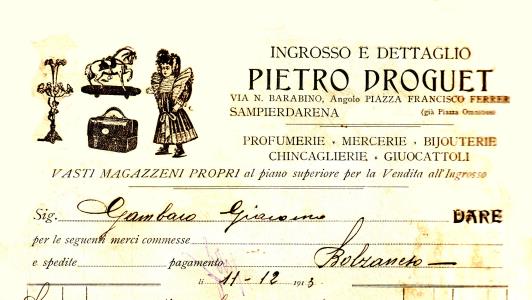 INGROSSO E DETTAGLIO
PIETRO DROGUET
VIA N. BARABINO, Angolo PIAZZA FRANCISCO FERRER
SAMPIERDARENA (già Piazza Omnibus)
PROFUMERIE - MERCERIE - BIJOUTERIE
CHINCAGLIERIE - GIUOCATTOLI
VASTI MAGAZZENI PROPRI al piano superiore per la Vendita all'Ingrosso
Sig. Gambaro Giacomo DARE
per le seguenti merci commesse
e spedite pagamento Bolzaneto
li 11-12 1913